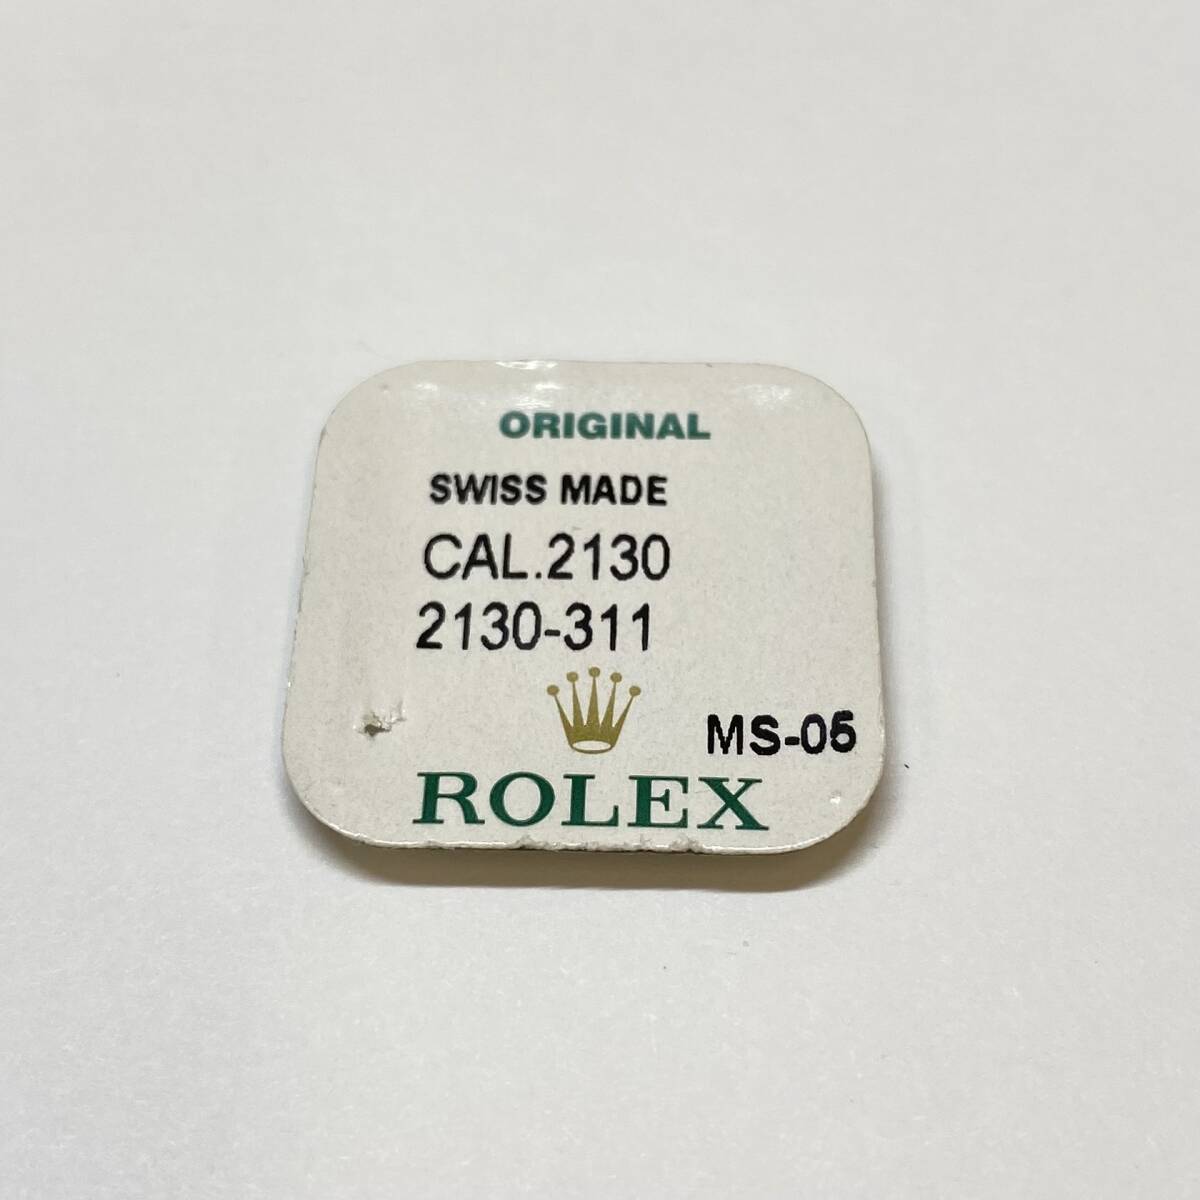 ORIGINAL
SWISS MADE
CAL.2130
2130-311
MS-05
ROLEX